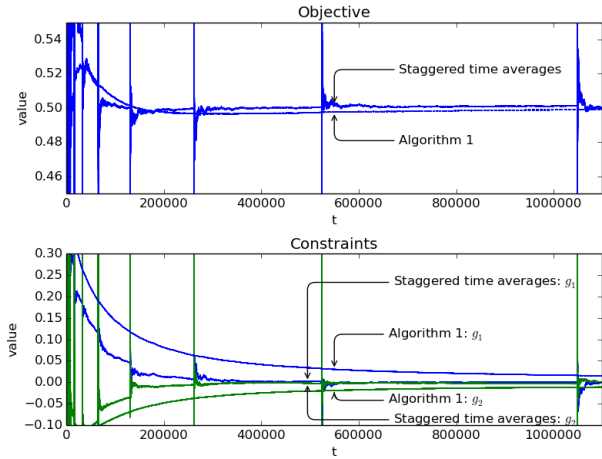 Objective
value
0.54
0.52
0.50
0.48
0.46
Staggered time averages
Algorithm 1
0 200000 400000 600000 800000 1000000
t
Constraints
value
0.30
0.25
0.20
0.15
0.10
0.05
0.00
-0.05
-0.10
Staggered time averages: g₁
Algorithm 1: g₁
Algorithm 1: g₂
Staggered time averages: g₂
0 200000 400000 600000 800000 1000000
t